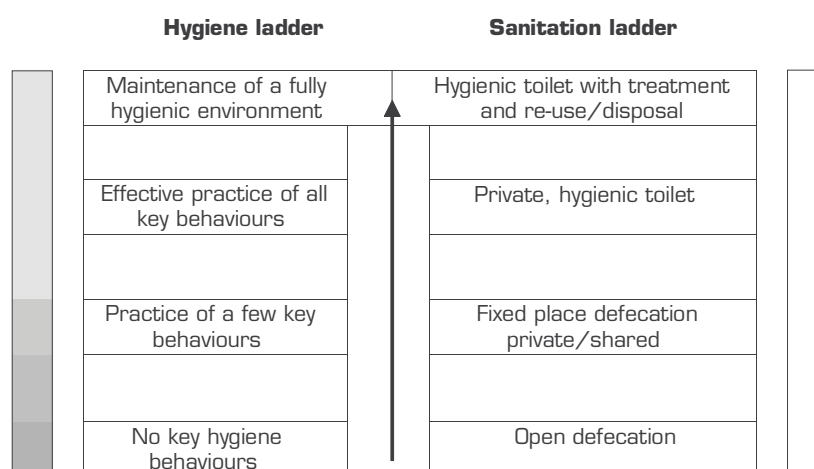 Hygiene ladder
Sanitation ladder
Maintenance of a fully
hygienic environment
Hygienic toilet with treatment
and re-use/disposal
Effective practice of all
key behaviours
Private, hygienic toilet
Practice of a few key
behaviours
Fixed place defecation
private/shared
No key hygiene
behaviours
Open defecation